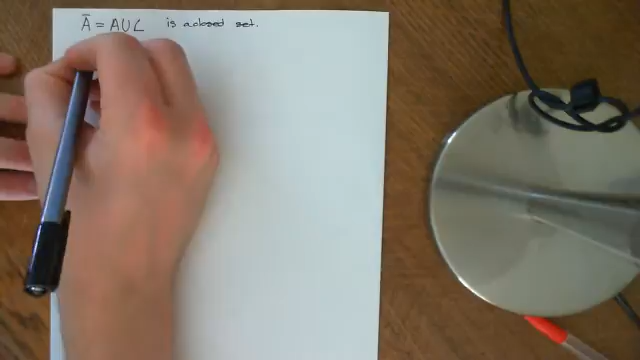 Ā = A∪L is a closed set.